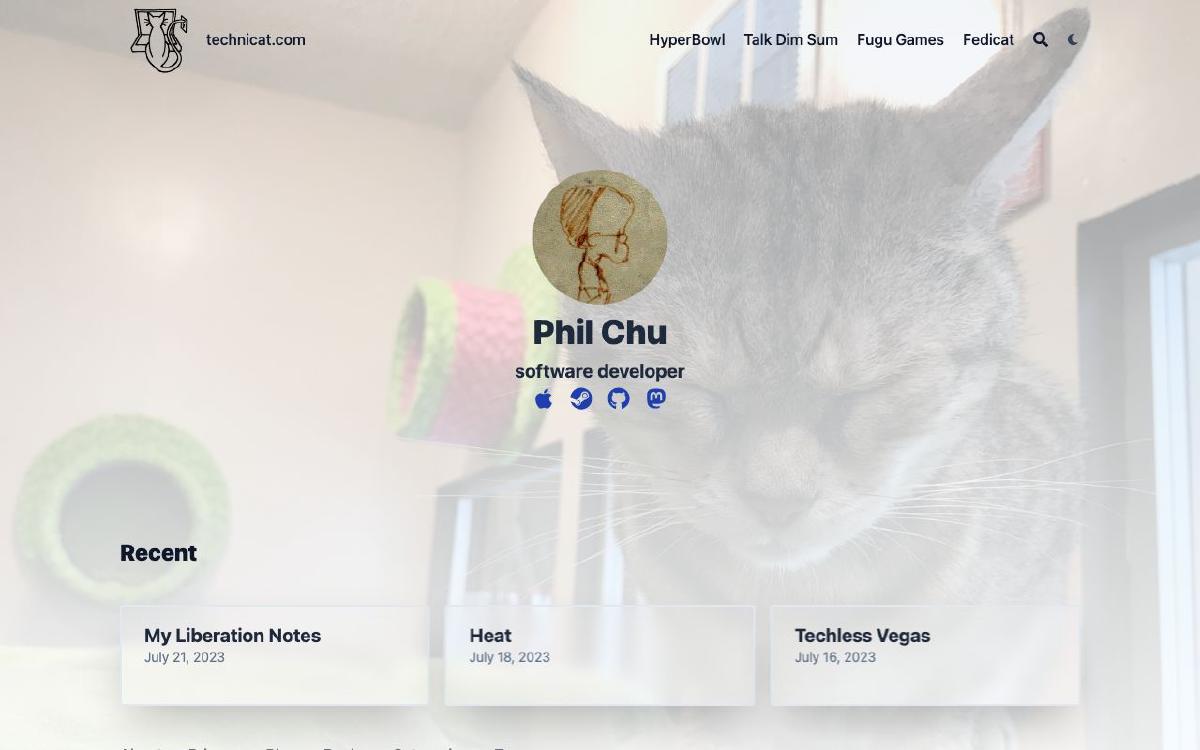 technicat.com
HyperBowl Talk Dim Sum Fugu Games Fedicat
Phil Chu
software developer
Recent
My Liberation Notes
July 21, 2023
Heat
July 18, 2023
Techless Vegas
July 16, 2023